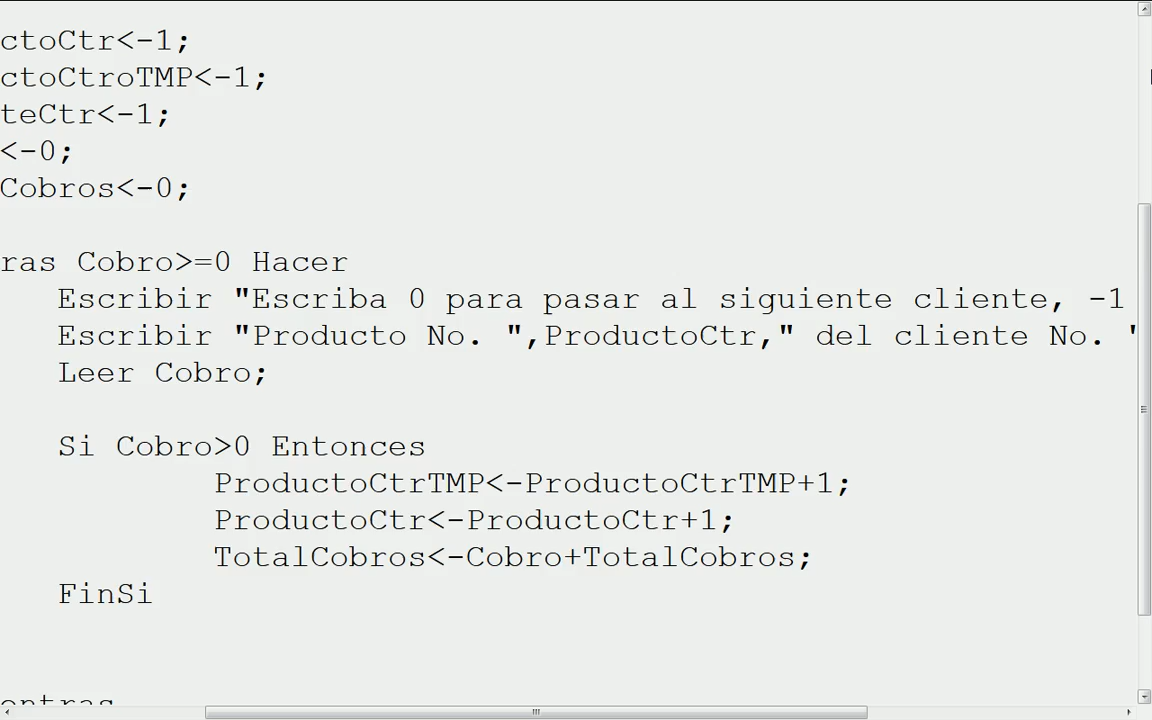 ctoCtr<-1;
ctoCtroTMP<-1;
teCtr<-1;
<-0;
Cobros<-0;
ras Cobro>=0 Hacer
Escribir "Escriba 0 para pasar al siguiente cliente, -1
Escribir "Producto No. ",ProductoCtr," del cliente No. "
Leer Cobro;
Si Cobro>0 Entonces
ProductoCtrTMP<-ProductoCtrTMP+1;
ProductoCtr<-ProductoCtr+1;
TotalCobros<-Cobro+TotalCobros;
FinSi
entras